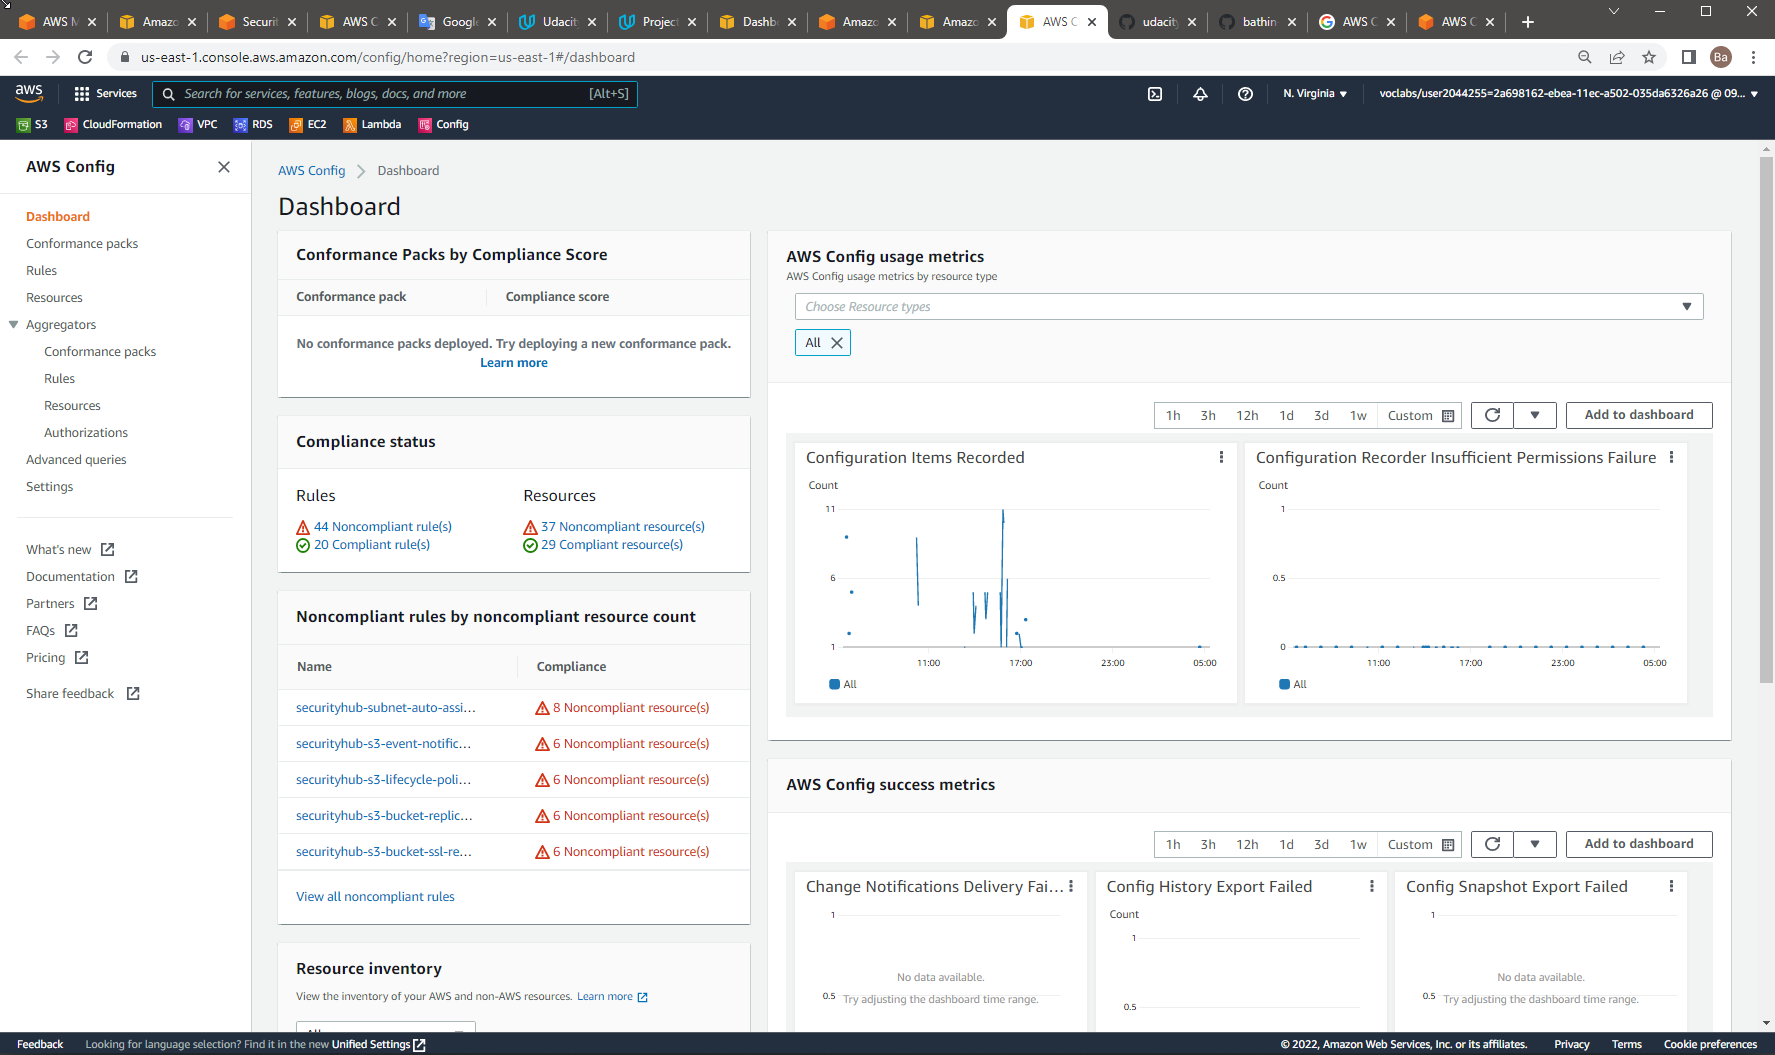 AWS M
Amazo
Securit
AWS C
Google
Udacit
Project
Dashb
Amazo
Amazo
AWS C
udacity
bathin
AWS C
AWS C
us-east-1.console.aws.amazon.com/config/home?region=us-east-1#/dashboard
Ba
aws
Services
Search for services, features, blogs, docs, and more
[Alt+S]
N. Virginia
voclabs/user2044255=2a698162-ebea-11ec-a502-035da6326a26 @ 09...
S3
CloudFormation
VPC
RDS
EC2
Lambda
Config
AWS Config
Dashboard
Conformance packs
Rules
Resources
Aggregators
Conformance packs
Rules
Resources
Authorizations
Advanced queries
Settings
What's new
Documentation
Partners
FAQs
Pricing
Share feedback
AWS Config
Dashboard
Dashboard
Conformance Packs by Compliance Score
Conformance pack
Compliance score
No conformance packs deployed. Try deploying a new conformance pack.
Learn more
Compliance status
Rules
Resources
44 Noncompliant rule(s)
37 Noncompliant resource(s)
20 Compliant rule(s)
29 Compliant resource(s)
Noncompliant rules by noncompliant resource count
Name
Compliance
securityhub-subnet-auto-assi...
8 Noncompliant resource(s)
securityhub-s3-event-notific...
6 Noncompliant resource(s)
securityhub-s3-lifecycle-poli...
6 Noncompliant resource(s)
securityhub-s3-bucket-replic...
6 Noncompliant resource(s)
securityhub-s3-bucket-ssl-re...
6 Noncompliant resource(s)
View all noncompliant rules
Resource inventory
View the inventory of your AWS and non-AWS resources. Learn more
All
AWS Config usage metrics
AWS Config usage metrics by resource type
Choose Resource types
All
1h
3h
12h
1d
3d
1w
Custom
Add to dashboard
Configuration Items Recorded
Count
11
6
1
11:00
17:00
23:00
05:00
All
Configuration Recorder Insufficient Permissions Failure
Count
1
0.5
0
11:00
17:00
23:00
05:00
All
AWS Config success metrics
1h
3h
12h
1d
3d
1w
Custom
Add to dashboard
Change Notifications Delivery Fai...
1
No data available.
0.5
Try adjusting the dashboard time range.
Config History Export Failed
Count
1
0.5
Config Snapshot Export Failed
1
No data available.
0.5
Try adjusting the dashboard time range.
Feedback
Looking for language selection? Find it in the new Unified Settings
© 2022, Amazon Web Services, Inc. or its affiliates.
Privacy
Terms
Cookie preferences